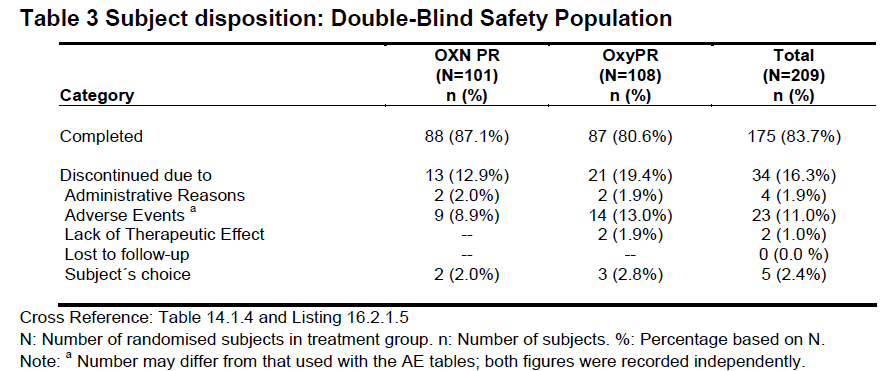 Table 3 Subject disposition: Double-Blind Safety Population
OXN PR OxyPR Total
(N=101) (N=108) (N=209)
Category n (%) n (%) n (%)
Completed 88 (87.1%) 87 (80.6%) 175 (83.7%)
Discontinued due to 13 (12.9%) 21 (19.4%) 34 (16.3%)
Administrative Reasons 2 (2.0%) 2 (1.9%) 4 (1.9%)
Adverse Events a 9 (8.9%) 14 (13.0%) 23 (11.0%)
Lack of Therapeutic Effect -- 2 (1.9%) 2 (1.0%)
Lost to follow-up -- -- 0 (0.0 %)
Subject´s choice 2 (2.0%) 3 (2.8%) 5 (2.4%)
Cross Reference: Table 14.1.4 and Listing 16.2.1.5
N: Number of randomised subjects in treatment group. n: Number of subjects. %: Percentage based on N.
Note: a Number may differ from that used with the AE tables; both figures were recorded independently.